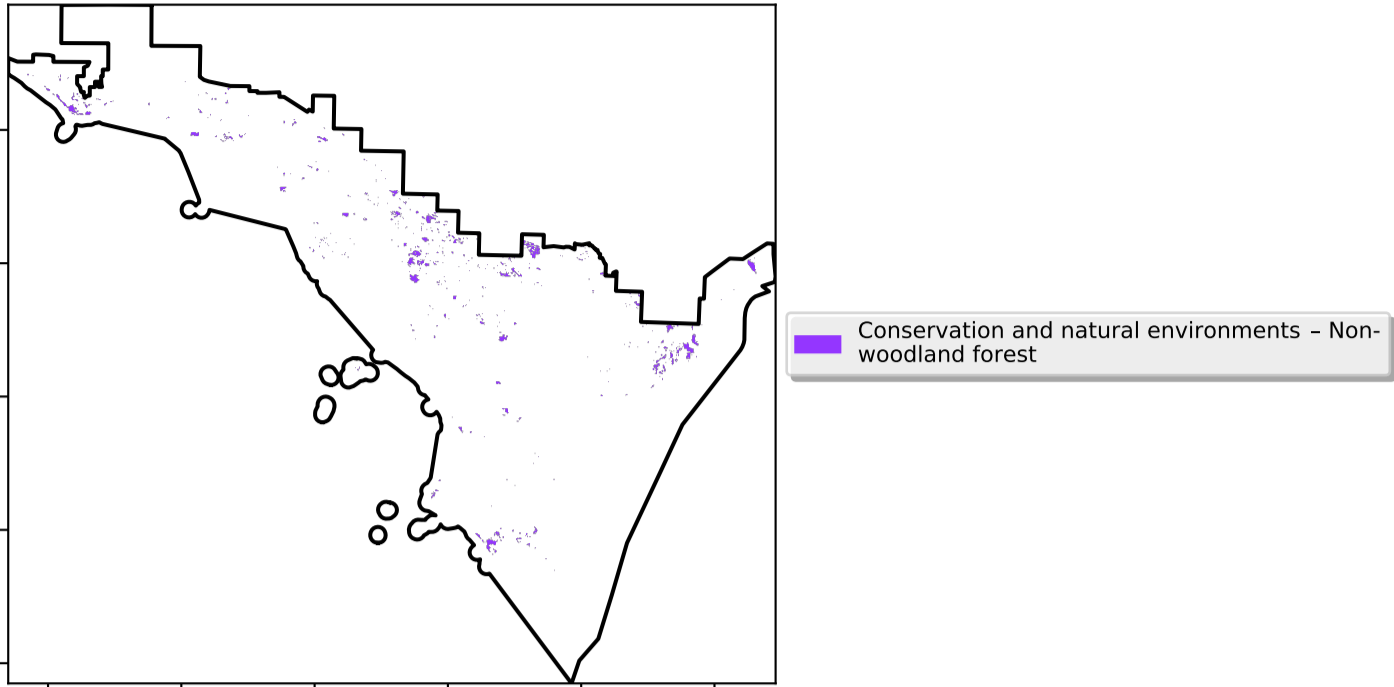 Conservation and natural environments – Non-
woodland forest